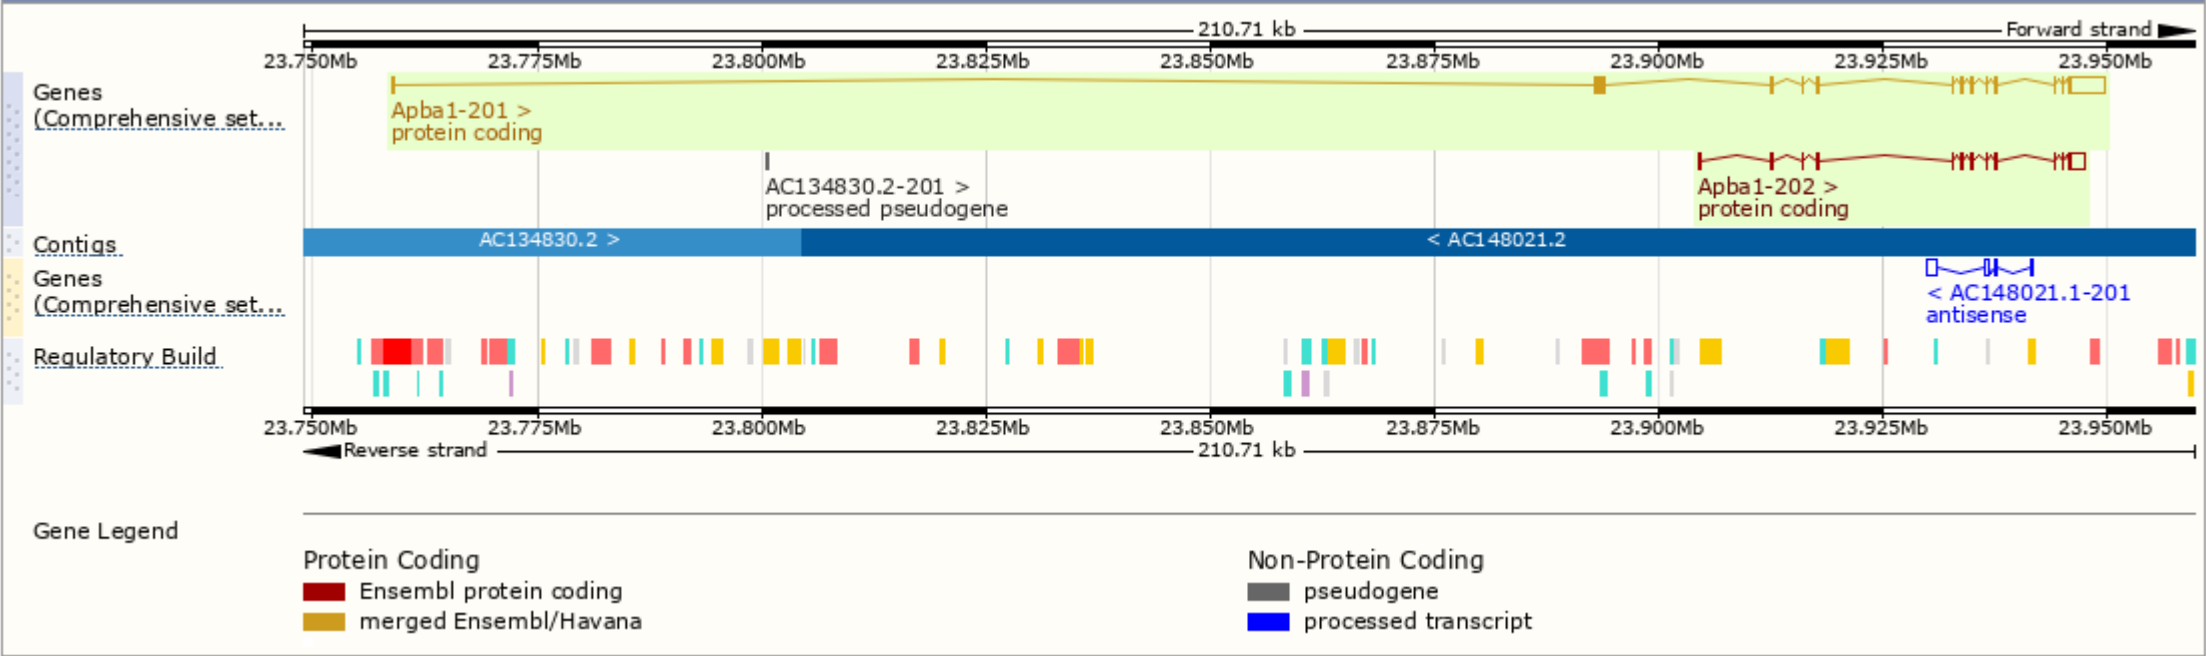 210.71 kb
Forward strand
23.750Mb 23.775Mb 23.800Mb 23.825Mb 23.850Mb 23.875Mb 23.900Mb 23.925Mb 23.950Mb
Genes
(Comprehensive set...
Apba1-201 >
protein coding
AC134830.2-201 >
processed pseudogene
Apba1-202 >
protein coding
Contigs
AC134830.2 >
< AC148021.2
Genes
(Comprehensive set...
< AC148021.1-201
antisense
Regulatory Build
23.750Mb 23.775Mb 23.800Mb 23.825Mb 23.850Mb 23.875Mb 23.900Mb 23.925Mb 23.950Mb
Reverse strand
210.71 kb
Gene Legend
Protein Coding
Ensembl protein coding
merged Ensembl/Havana
Non-Protein Coding
pseudogene
processed transcript